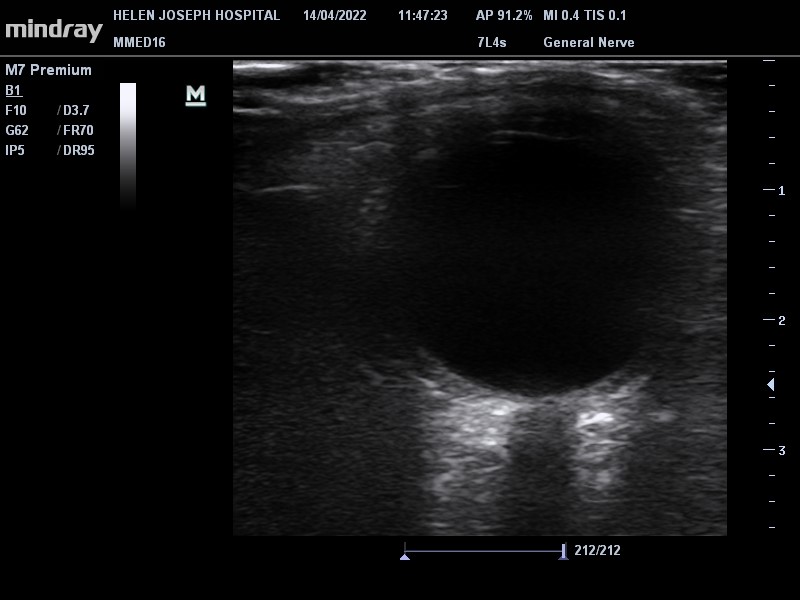 mindray
HELEN JOSEPH HOSPITAL 14/04/2022 11:47:23 AP 91.2% MI 0.4 TIS 0.1
MMED16 7L4s General Nerve
M7 Premium
B1
F10 / D3.7
G62 / FR70
IP5 / DR95
M
1
2
3
212/212